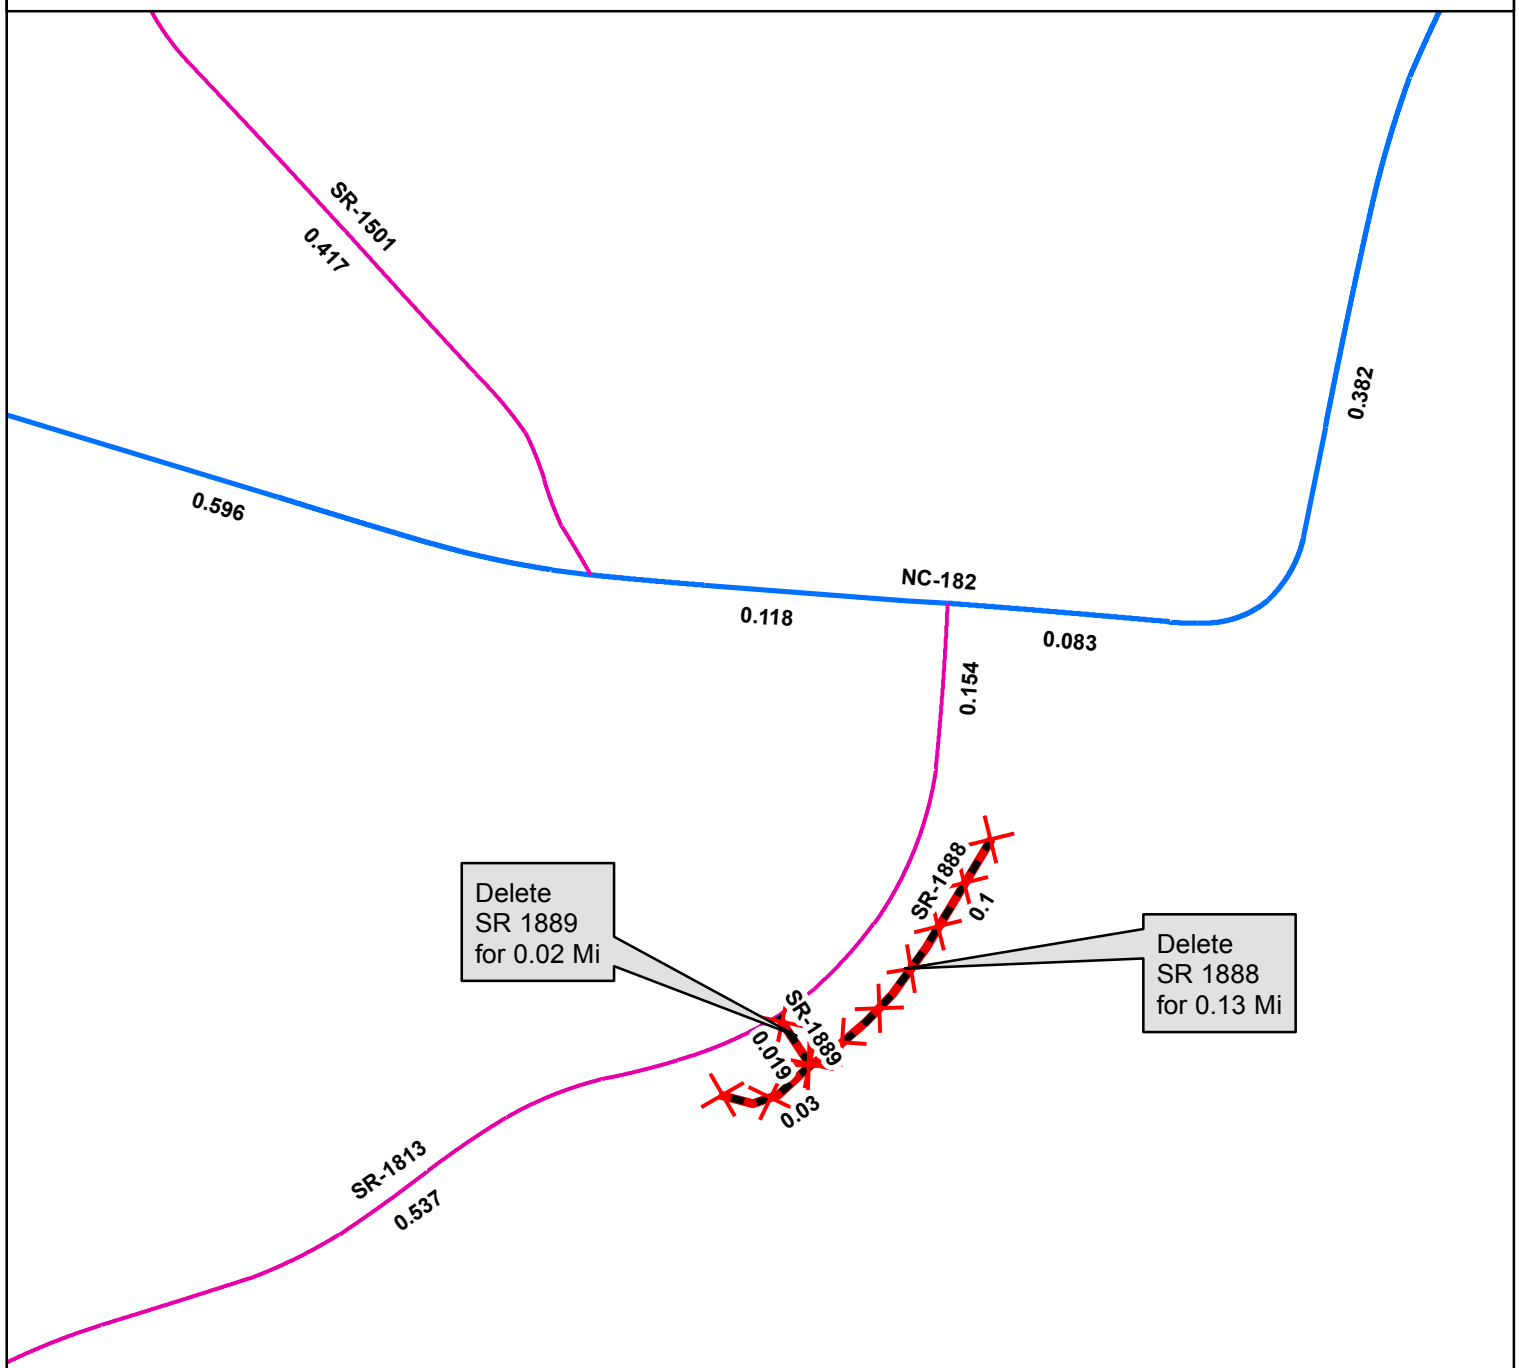 SR-1501
0.417
0.382
0.596
NC-182
0.118
0.083
0.154
SR-1888
0.1
Delete
SR 1889
for 0.02 Mi
Delete
SR 1888
for 0.13 Mi
SR-1889
0.019
0.03
SR-1813
0.537